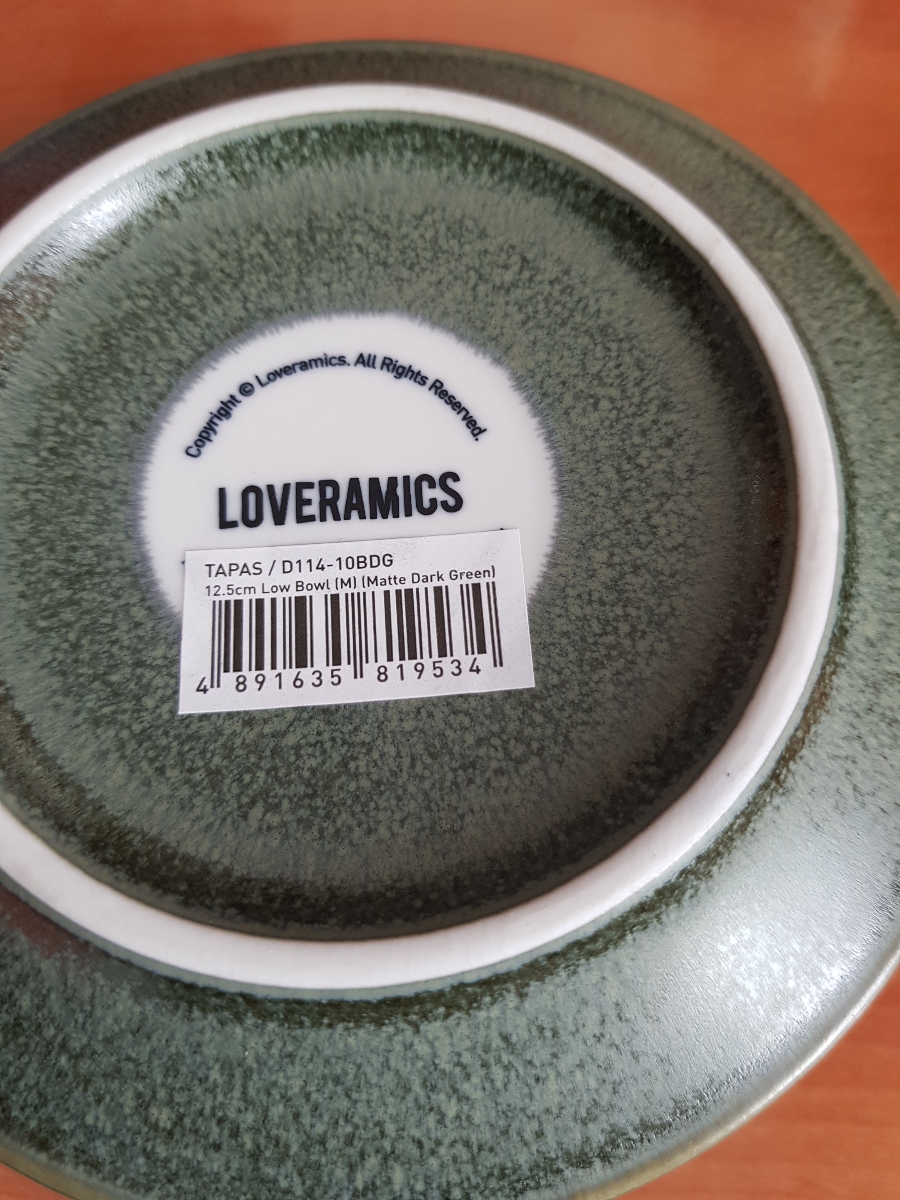 Copyright © Loveramics. All Rights Reserved.
LOVERAMICS
TAPAS / D114-10BDG
12.5cm Low Bowl (M) (Matte Dark Green)
4 891635 819534